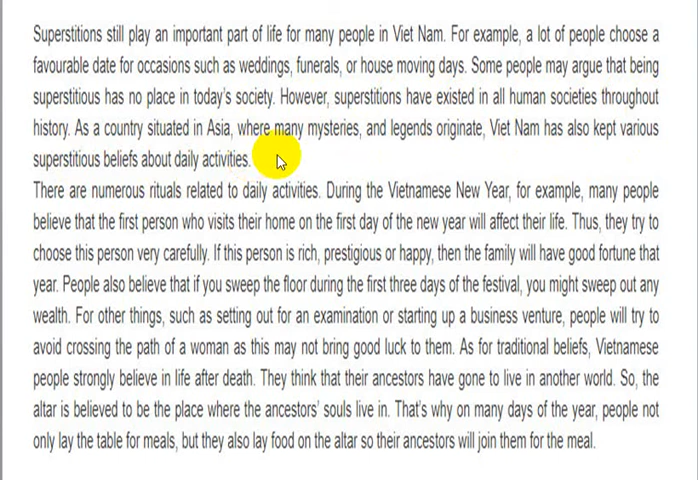 Superstitions still play an important part of life for many people in Viet Nam. For example, a lot of people choose a
favourable date for occasions such as weddings, funerals, or house moving days. Some people may argue that being
superstitious has no place in today's society. However, superstitions have existed in all human societies throughout
history. As a country situated in Asia, where many mysteries, and legends originate, Viet Nam has also kept various
superstitious beliefs about daily activities.
There are numerous rituals related to daily activities. During the Vietnamese New Year, for example, many people
believe that the first person who visits their home on the first day of the new year will affect their life. Thus, they try to
choose this person very carefully. If this person is rich, prestigious or happy, then the family will have good fortune that
year. People also believe that if you sweep the floor during the first three days of the festival, you might sweep out any
wealth. For other things, such as setting out for an examination or starting up a business venture, people will try to
avoid crossing the path of a woman as this may not bring good luck to them. As for traditional beliefs, Vietnamese
people strongly believe in life after death. They think that their ancestors have gone to live in another world. So, the
altar is believed to be the place where the ancestors' souls live in. That's why on many days of the year, people not
only lay the table for meals, but they also lay food on the altar so their ancestors will join them for the meal.